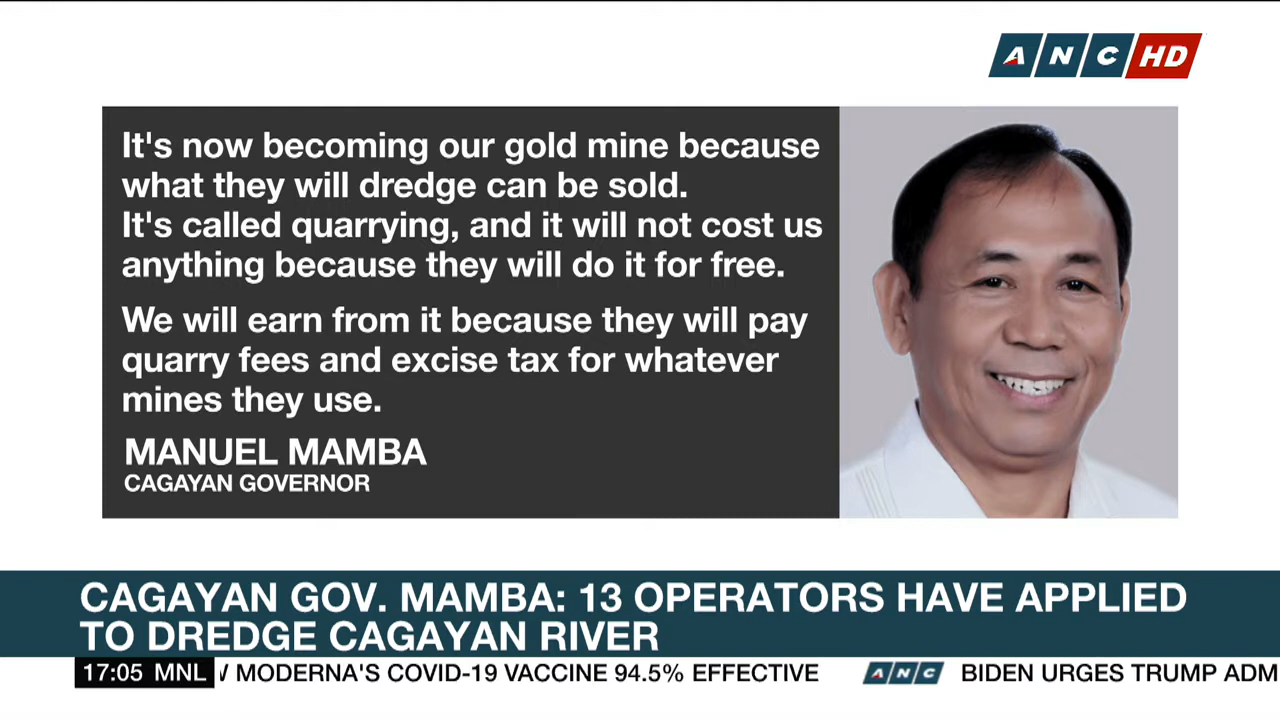 ANC HD
It's now becoming our gold mine because
what they will dredge can be sold.
It's called quarrying, and it will not cost us
anything because they will do it for free.
We will earn from it because they will pay
quarry fees and excise tax for whatever
mines they use.
MANUEL MAMBA
CAGAYAN GOVERNOR
CAGAYAN GOV. MAMBA: 13 OPERATORS HAVE APPLIED
TO DREDGE CAGAYAN RIVER
17:05 MNL MODERNA'S COVID-19 VACCINE 94.5% EFFECTIVE ANC BIDEN URGES TRUMP ADM